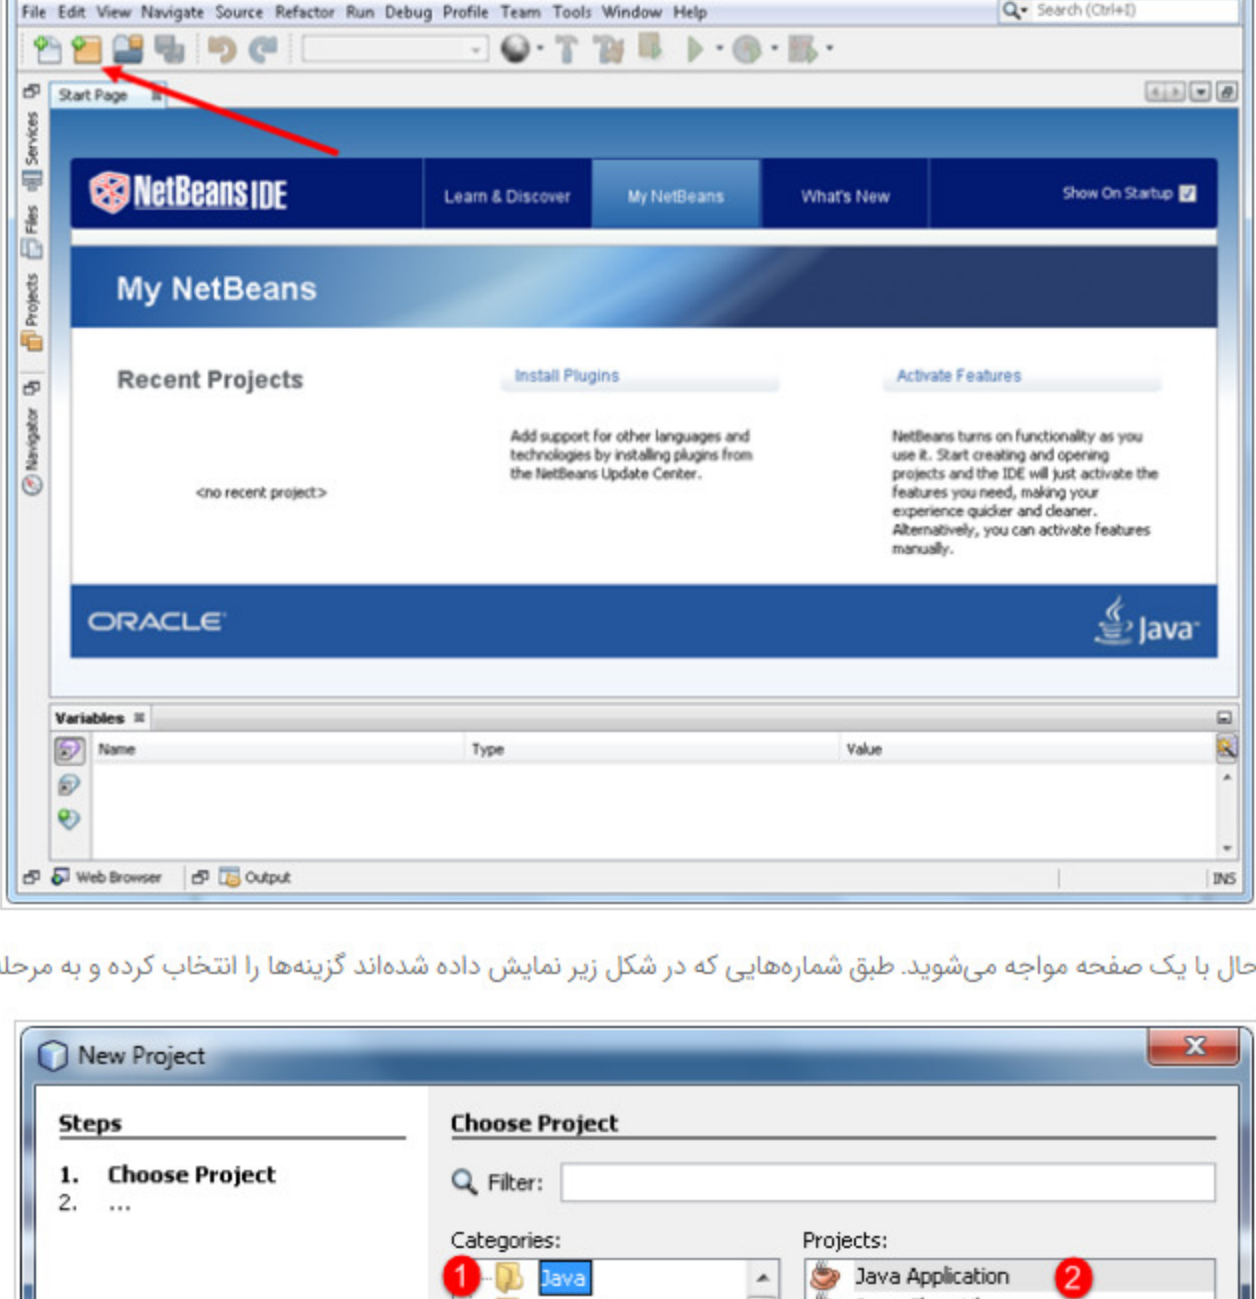 File Edit View Navigate Source Refactor Run Debug Profile Team Tools Window Help
Search (Ctrl+I)
Start Page
Services
Files
Projects
Navigator
NetBeans IDE
Learn & Discover
My NetBeans
What's New
Show On Startup
My NetBeans
Recent Projects
<no recent project>
Install Plugins
Add support for other languages and
technologies by installing plugins from
the NetBeans Update Center.
Activate Features
NetBeans turns on functionality as you
use it. Start creating and opening
projects and the IDE will just activate the
features you need, making your
experience quicker and cleaner.
Alternatively, you can activate features
manually.
ORACLE
Java
Variables
Name Type Value
Web Browser Output INS
حال با یک صفحه مواجه می‌شوید. طبق شماره‌هایی که در شکل زیر نمایش داده شده‌اند گزینه‌ها را انتخاب کرده و به
New Project
Steps
1. Choose Project
2. ...
Choose Project
Filter:
Categories:
1 Java
Projects:
Java Application 2